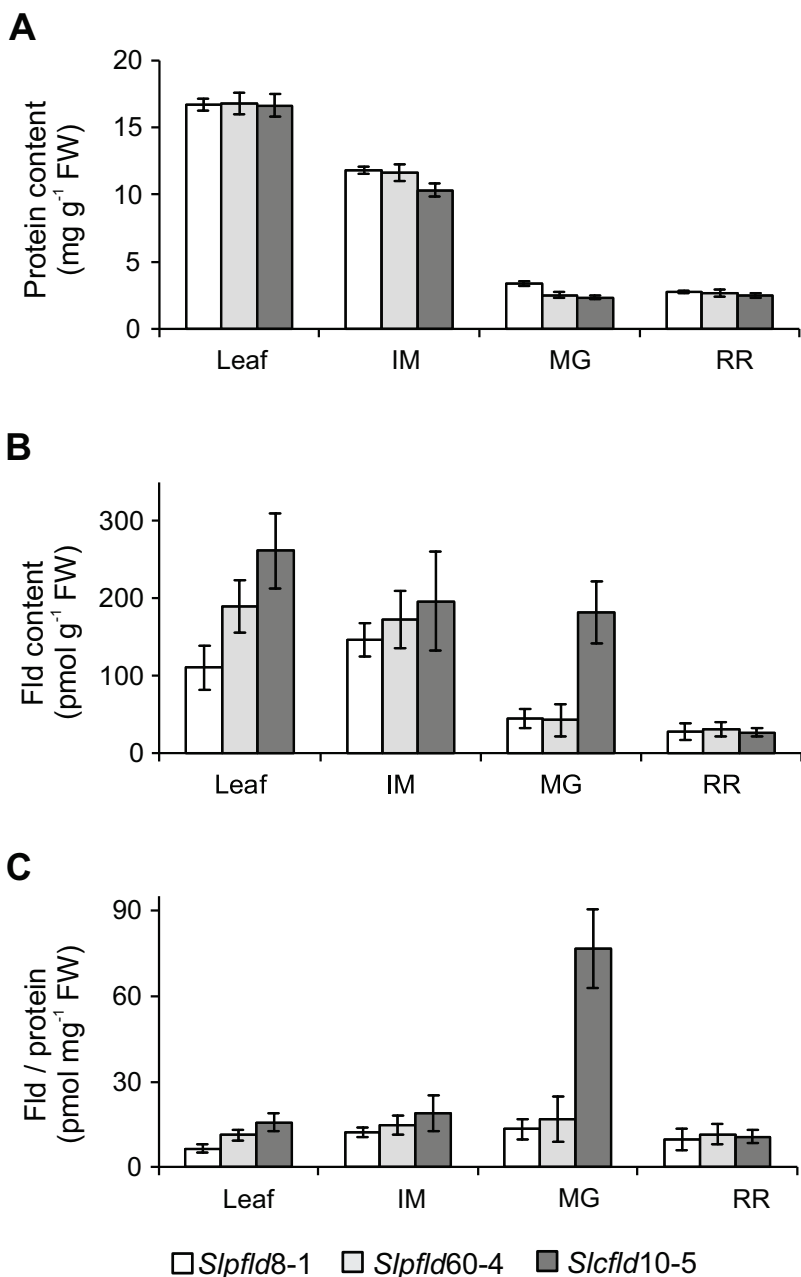 A
Protein content
(mg g⁻¹ FW)
20
15
10
5
0
Leaf IM MG RR
B
Fld content
(pmol g⁻¹ FW)
300
200
100
0
Leaf IM MG RR
C
Fld / protein
(pmol mg⁻¹ FW)
90
60
30
0
Leaf IM MG RR
Slpfld8-1 Slpfld60-4 Slcfld10-5